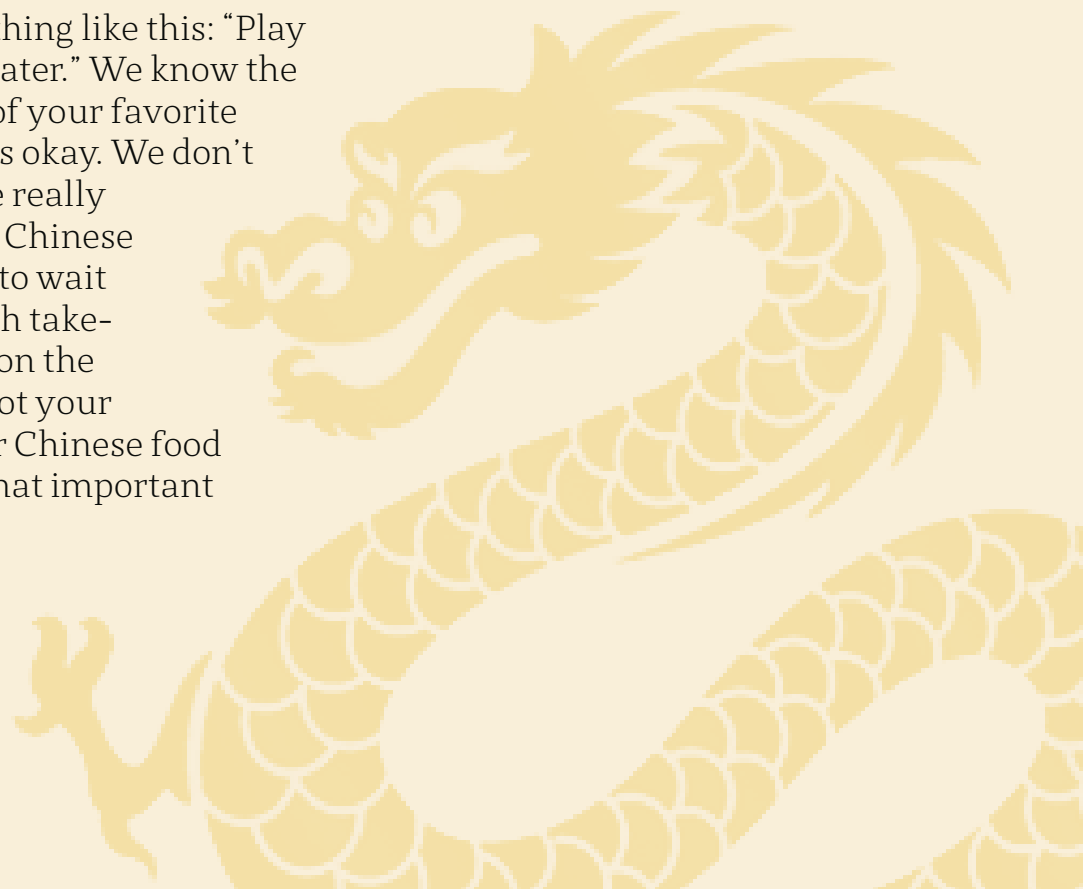 thing like this: “Play
ater.” We know the
of your favorite
s okay. We don’t
e really
Chinese
to wait
h take-
on the
ot your
r Chinese food
hat important